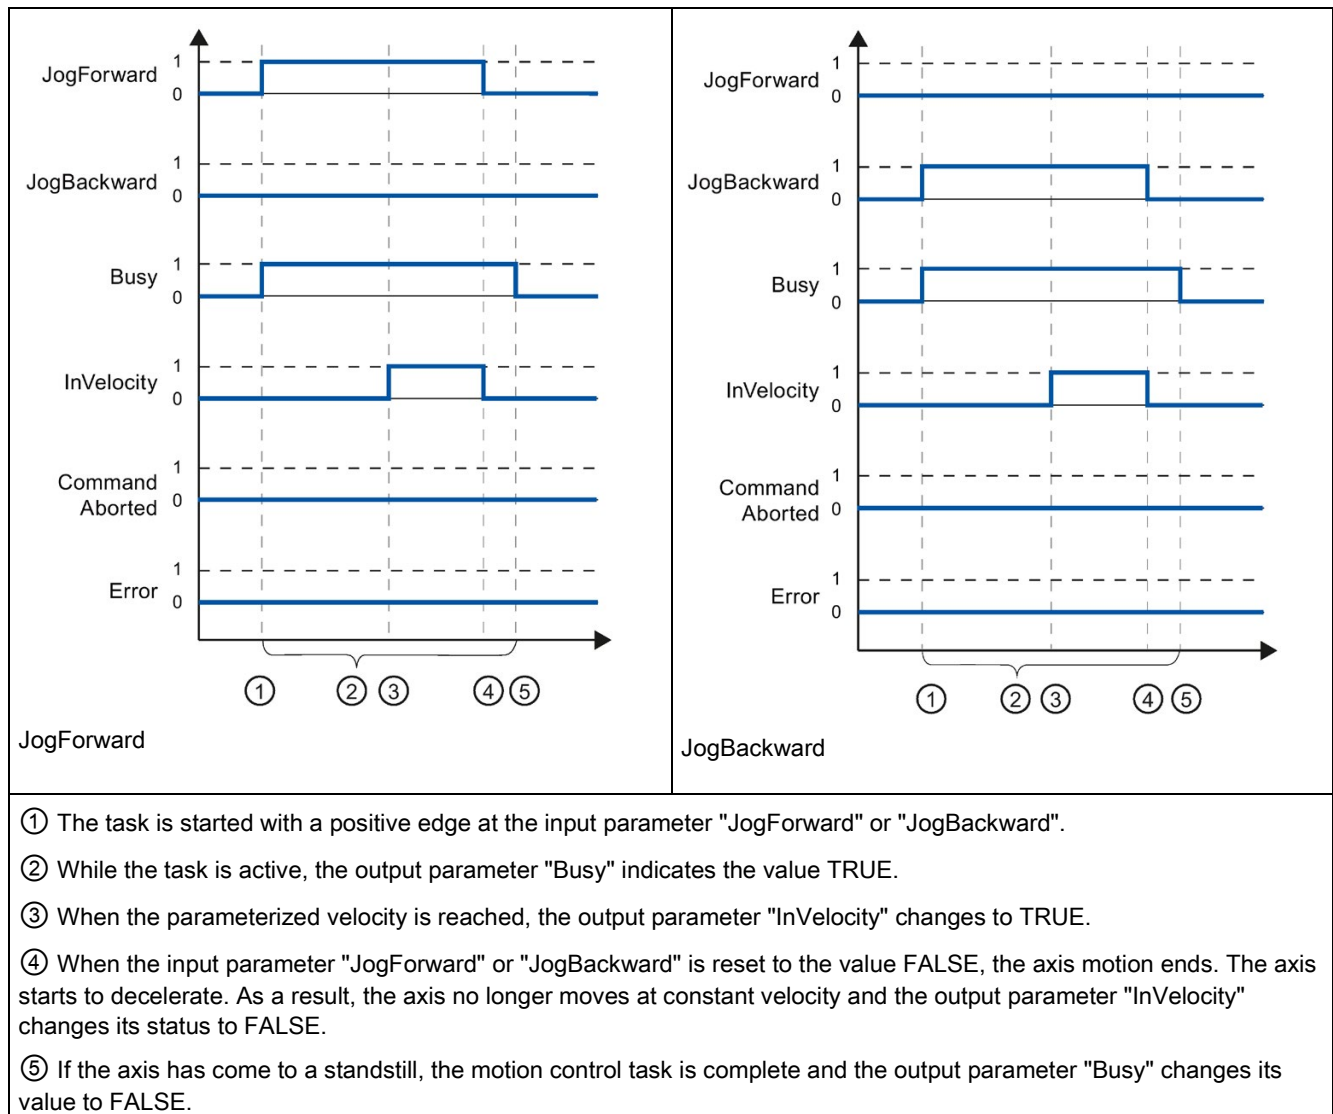 JogForward
1
0
JogBackward
1
0
Busy
1
0
InVelocity
1
0
Command
Aborted
1
0
Error
1
0
① ② ③ ④ ⑤
JogForward
JogForward
1
0
JogBackward
1
0
Busy
1
0
InVelocity
1
0
Command
Aborted
1
0
Error
1
0
① ② ③ ④ ⑤
JogBackward
① The task is started with a positive edge at the input parameter "JogForward" or "JogBackward".
② While the task is active, the output parameter "Busy" indicates the value TRUE.
③ When the parameterized velocity is reached, the output parameter "InVelocity" changes to TRUE.
④ When the input parameter "JogForward" or "JogBackward" is reset to the value FALSE, the axis motion ends. The axis
starts to decelerate. As a result, the axis no longer moves at constant velocity and the output parameter "InVelocity"
changes its status to FALSE.
⑤ If the axis has come to a standstill, the motion control task is complete and the output parameter "Busy" changes its
value to FALSE.